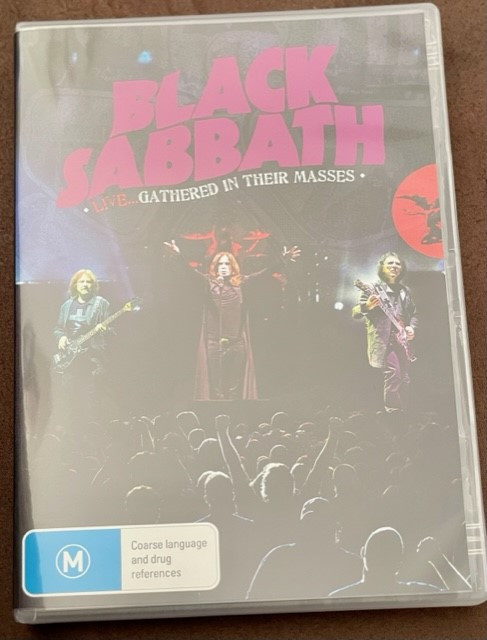 BLACK
SABBATH
• LIVE...GATHERED IN THEIR MASSES •
M
Coarse language
and drug
references